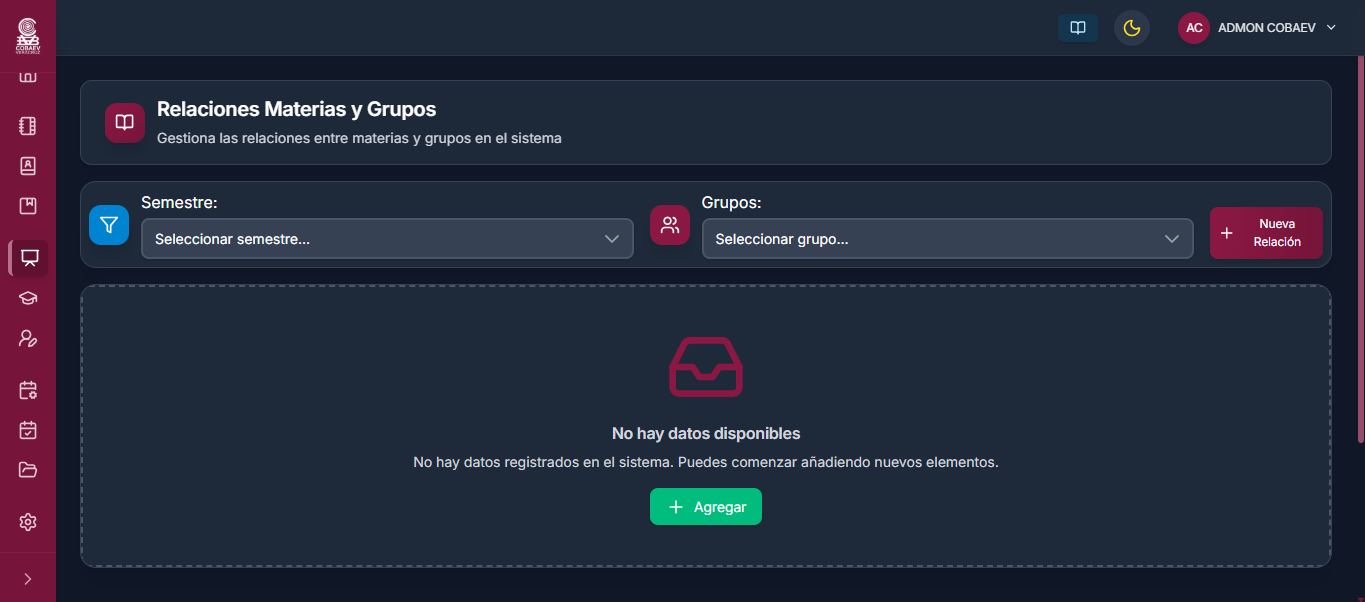 COBAEV
VERACRUZ
AC
ADMON COBAEV
Relaciones Materias y Grupos
Gestiona las relaciones entre materias y grupos en el sistema
Semestre:
Seleccionar semestre...
Grupos:
Seleccionar grupo...
Nueva
Relación
No hay datos disponibles
No hay datos registrados en el sistema. Puedes comenzar añadiendo nuevos elementos.
Agregar